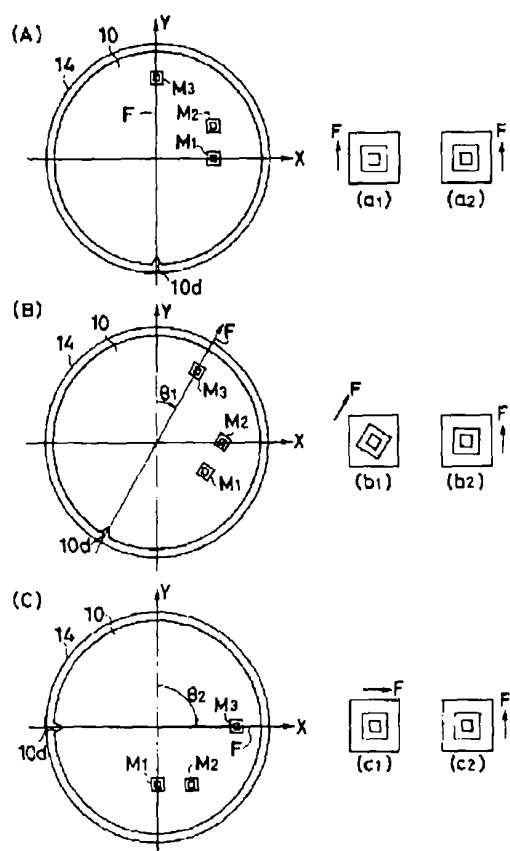 (A)
Y
10
14
M3
F
M2
M1
X
10d
F
(a1)
F
(a2)
(B)
Y
10
14
F
θ1
M3
M2
X
M1
10d
F
(b1)
F
(b2)
(C)
Y
10
14
θ2
M3
X
F
10d
M1
M2
F
(c1)
F
(c2)